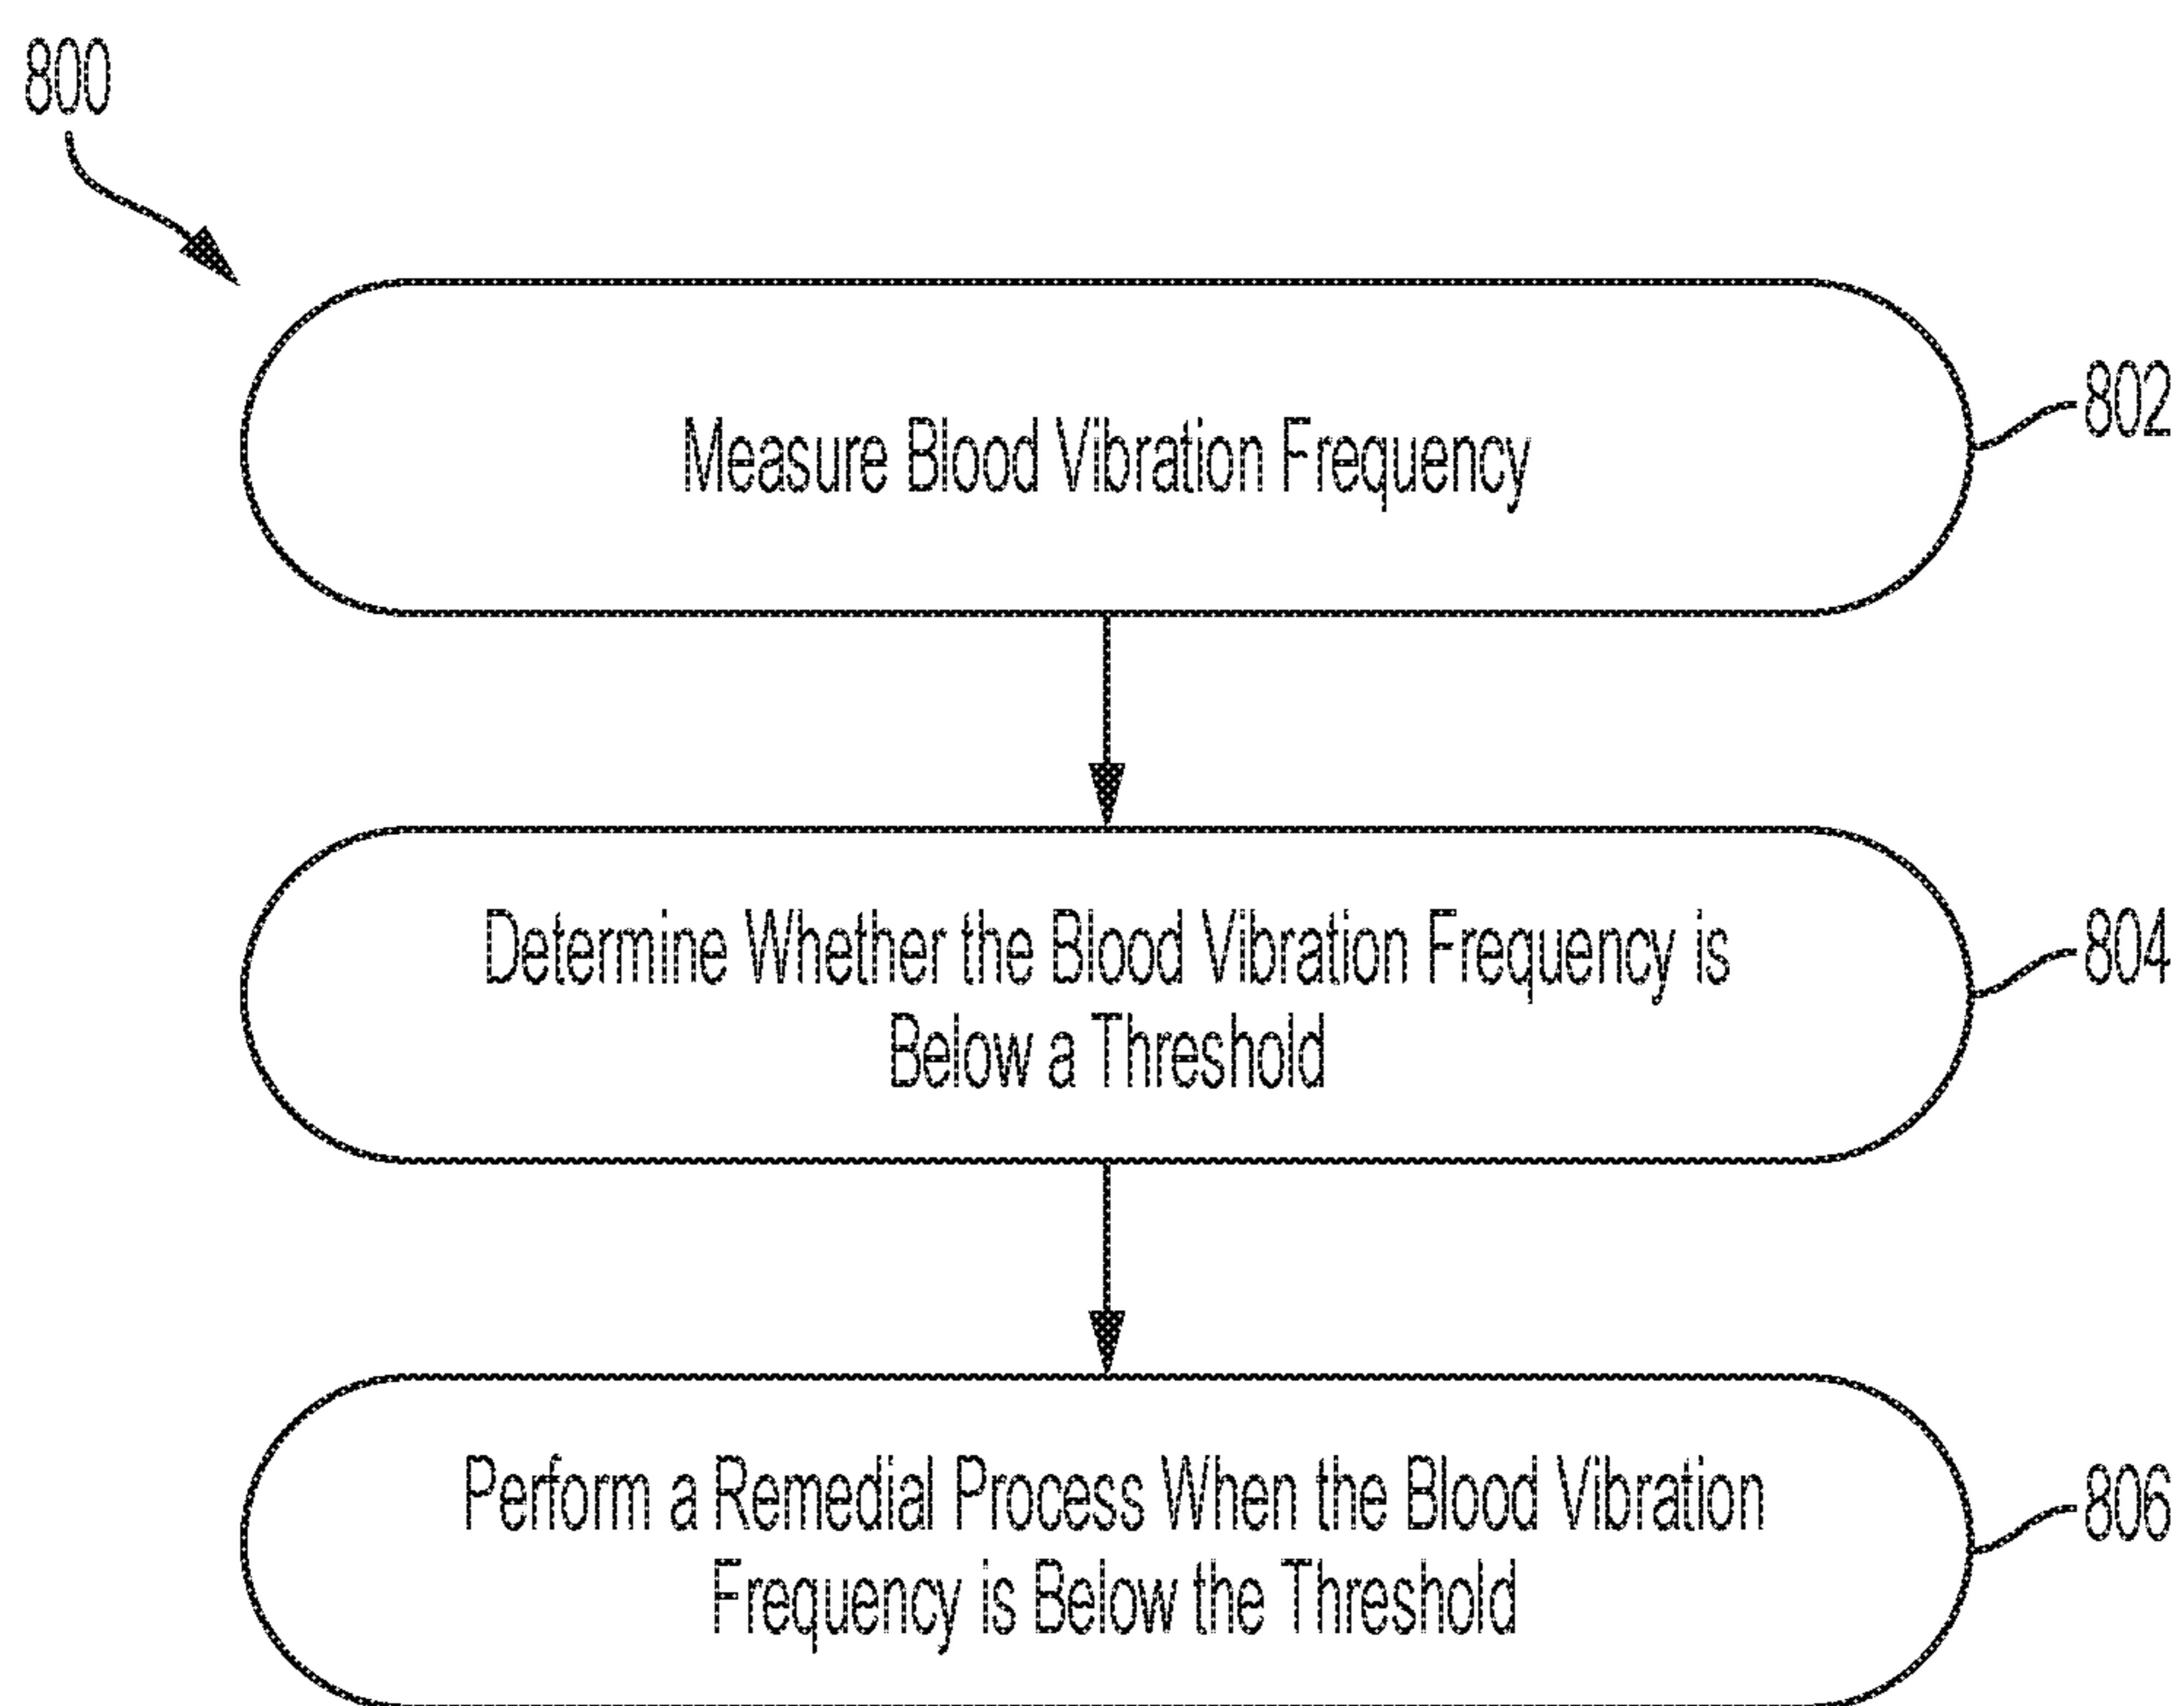 800
Measure Blood Vibration Frequency
802
Determine Whether the Blood Vibration Frequency is
Below a Threshold
804
Perform a Remedial Process When the Blood Vibration
Frequency is Below the Threshold
806